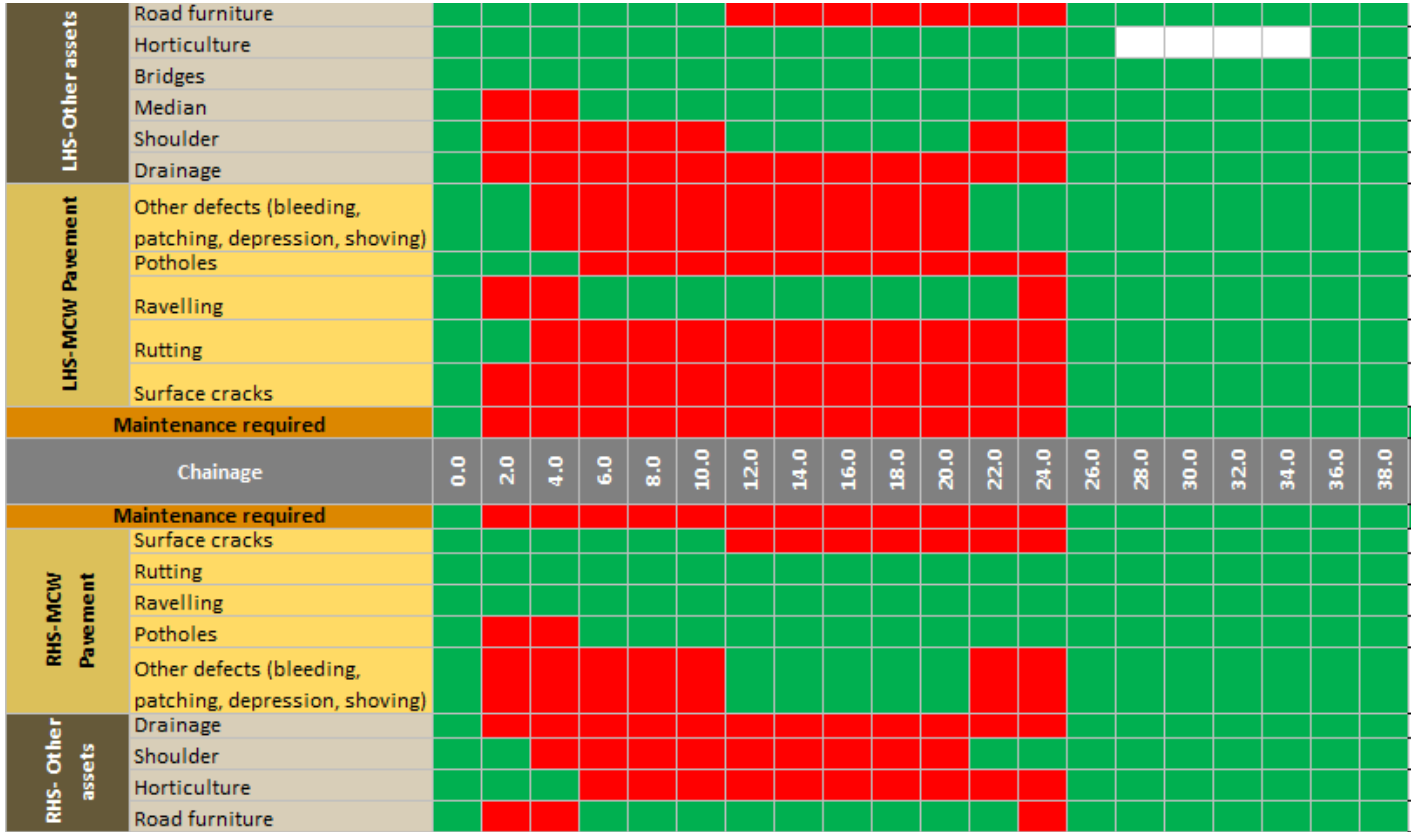 LHS-Other assets
Road furniture
Horticulture
Bridges
Median
Shoulder
Drainage
LHS-MCW Pavement
Other defects (bleeding,
patching, depression, shoving)
Potholes
Ravelling
Rutting
Surface cracks
Maintenance required
Chainage 0.0 2.0 4.0 6.0 8.0 10.0 12.0 14.0 16.0 18.0 20.0 22.0 24.0 26.0 28.0 30.0 32.0 34.0 36.0 38.0
Maintenance required
RHS-MCW
Pavement
Surface cracks
Rutting
Ravelling
Potholes
Other defects (bleeding,
patching, depression, shoving)
RHS- Other
assets
Drainage
Shoulder
Horticulture
Road furniture